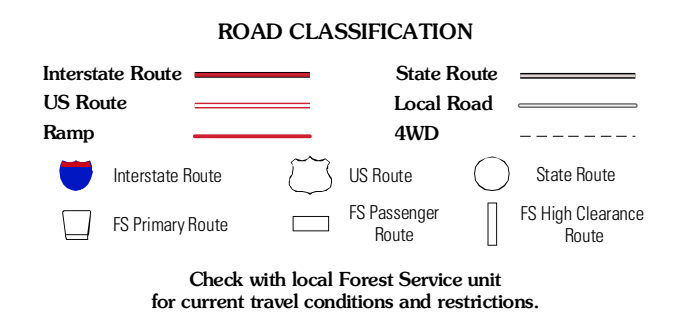 ROAD CLASSIFICATION
Interstate Route
State Route
US Route
Local Road
Ramp
4WD
Interstate Route
US Route
State Route
FS Primary Route
FS Passenger
Route
FS High Clearance
Route
Check with local Forest Service unit
for current travel conditions and restrictions.